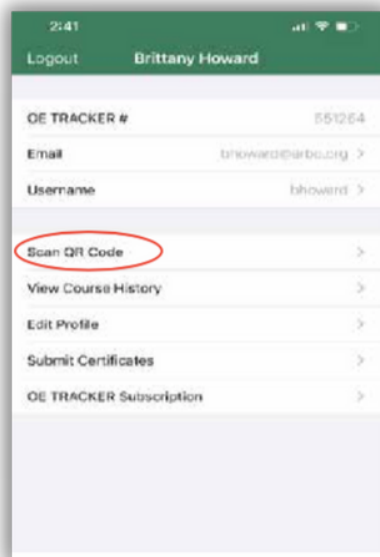 2:41
Logout Brittany Howard
OE TRACKER # 551264
Email bhoward@arbo.org >
Username bhoward >
Scan QR Code >
View Course History >
Edit Profile >
Submit Certificates >
OE TRACKER Subscription >